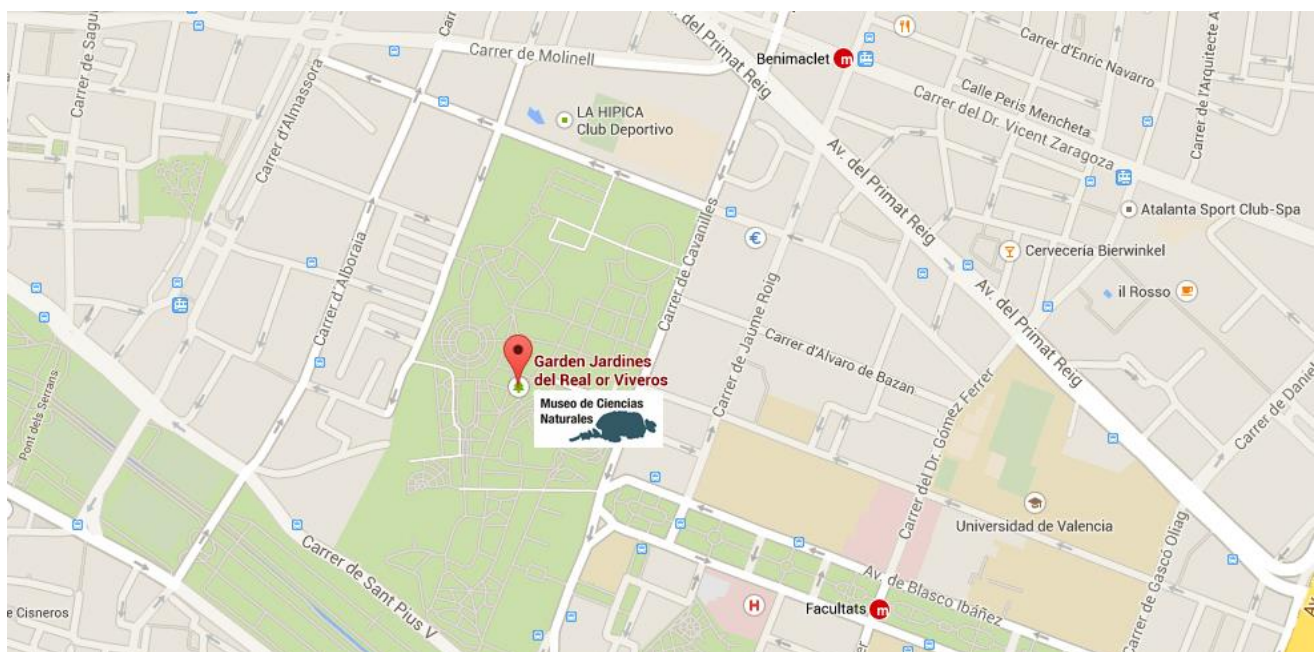 Carrer de Sagu
Carrer d'Almassora
Carr
Carrer de Molinell
Av. del Primat Reig
Benimaclet
m
Carrer d'Enric Navarro
Carrer de l'Arquitecte A
Calle Peris Mencheta
Carrer del Dr. Vicent Zaragoza
LA HIPICA
Club Deportivo
Av. del Primat Reig
Atalanta Sport Club-Spa
€
Cervecería Bierwinkel
il Rosso
Carrer d'Alboraia
Carrer de Cavanilles
Carrer de Jaume Roig
Av. del Primat Reig
Carrer d'Alvaro de Bazan
Garden Jardines
del Real or Viveros
Museo de Ciencias
Naturales
Pont dels Serrans
Carrer del Dr. Gómez Ferrer
Carrer de Daniel
Universidad de Valencia
Carrer de Gascó Oliag
Carrer de Sant Pius V
Av. de Blasco Ibáñez
e Cisneros
H
Facultats
m
er
Av